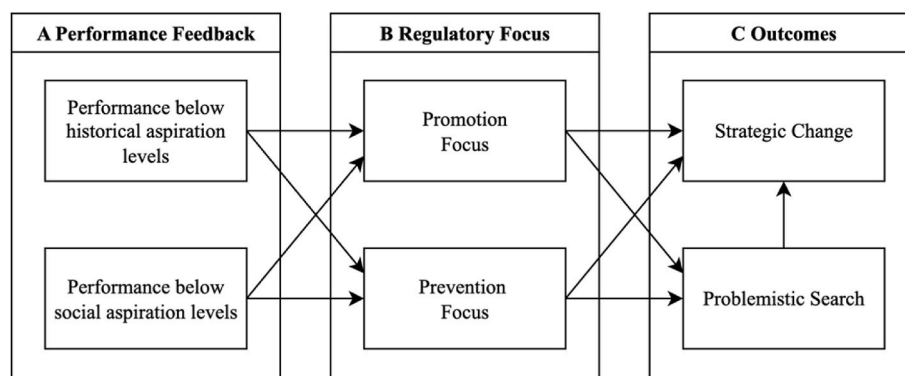 A Performance Feedback
Performance below
historical aspiration
levels
Performance below
social aspiration levels
B Regulatory Focus
Promotion
Focus
Prevention
Focus
C Outcomes
Strategic Change
Problemistic Search